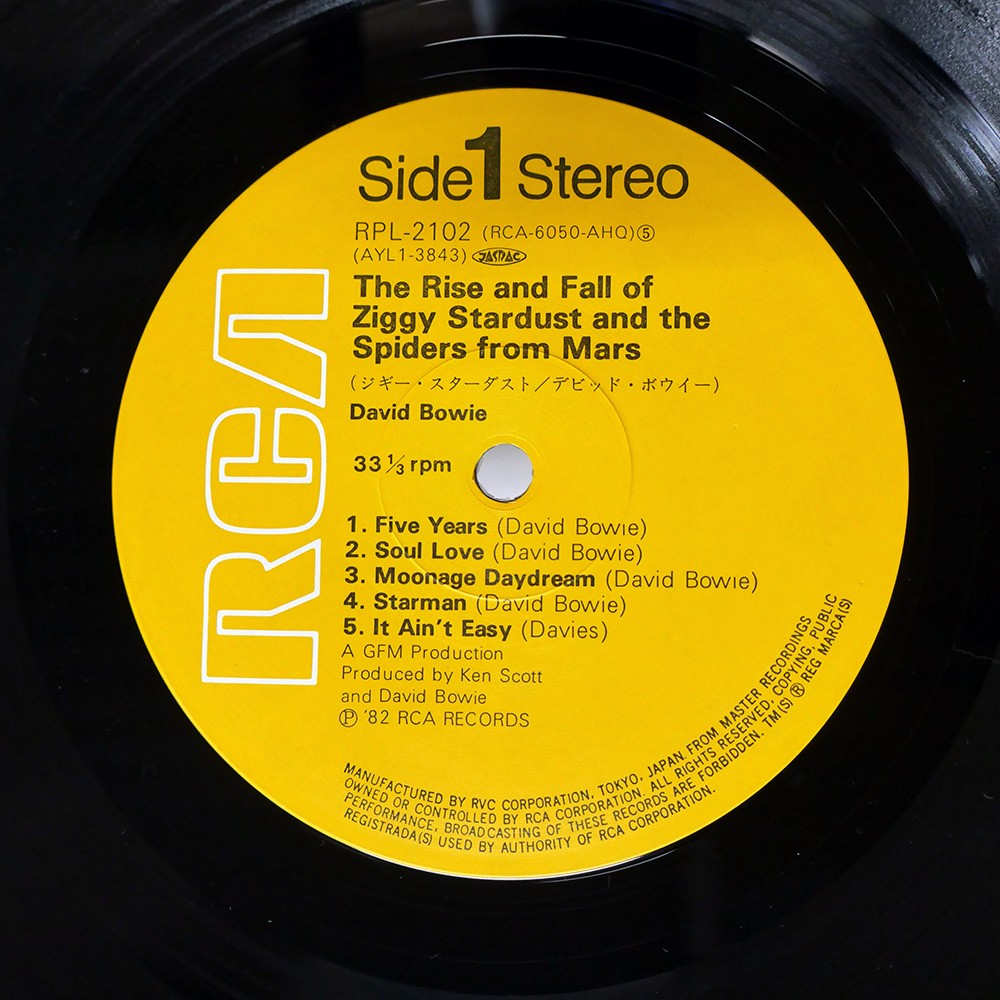 Side 1 Stereo
RPL-2102 (RCA-6050-AHQ)⑤
(AYL1-3843) JASRAC
The Rise and Fall of
Ziggy Stardust and the
Spiders from Mars
(ジギー・スターダスト/デビッド・ボウイー)
David Bowie
33 1/3 rpm
1. Five Years (David Bowie)
2. Soul Love (David Bowie)
3. Moonage Daydream (David Bowie)
4. Starman (David Bowie)
5. It Ain't Easy (Davies)
A GFM Production
Produced by Ken Scott
and David Bowie
Ⓟ '82 RCA RECORDS
RCA
MANUFACTURED BY RVC CORPORATION, TOKYO, JAPAN FROM MASTER RECORDINGS
OWNED OR CONTROLLED BY RCA CORPORATION. ALL RIGHTS RESERVED, COPYING, PUBLIC
PERFORMANCE, BROADCASTING OF THESE RECORDS ARE FORBIDDEN. TM(S) ® REG MARCA(S)
REGISTRADA(S) USED BY AUTHORITY OF RCA CORPORATION.